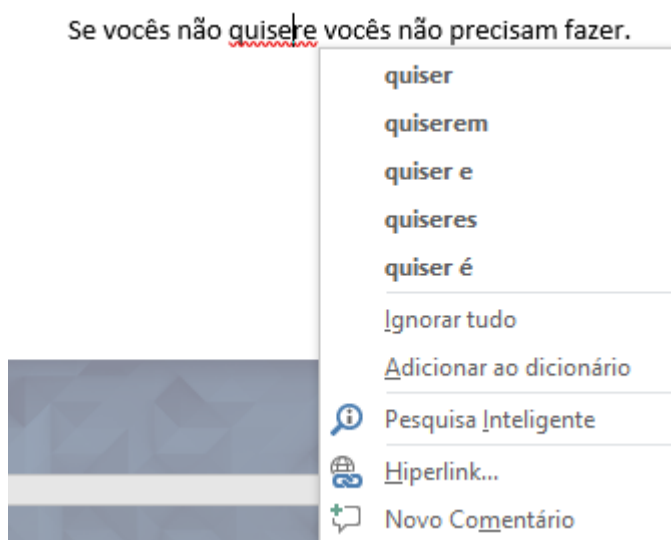 Se vocês não quisere vocês não precisam fazer.
quiser
quiserem
quiser e
quiseres
quiser é
Ignorar tudo
Adicionar ao dicionário
Pesquisa Inteligente
Hiperlink...
Novo Comentário